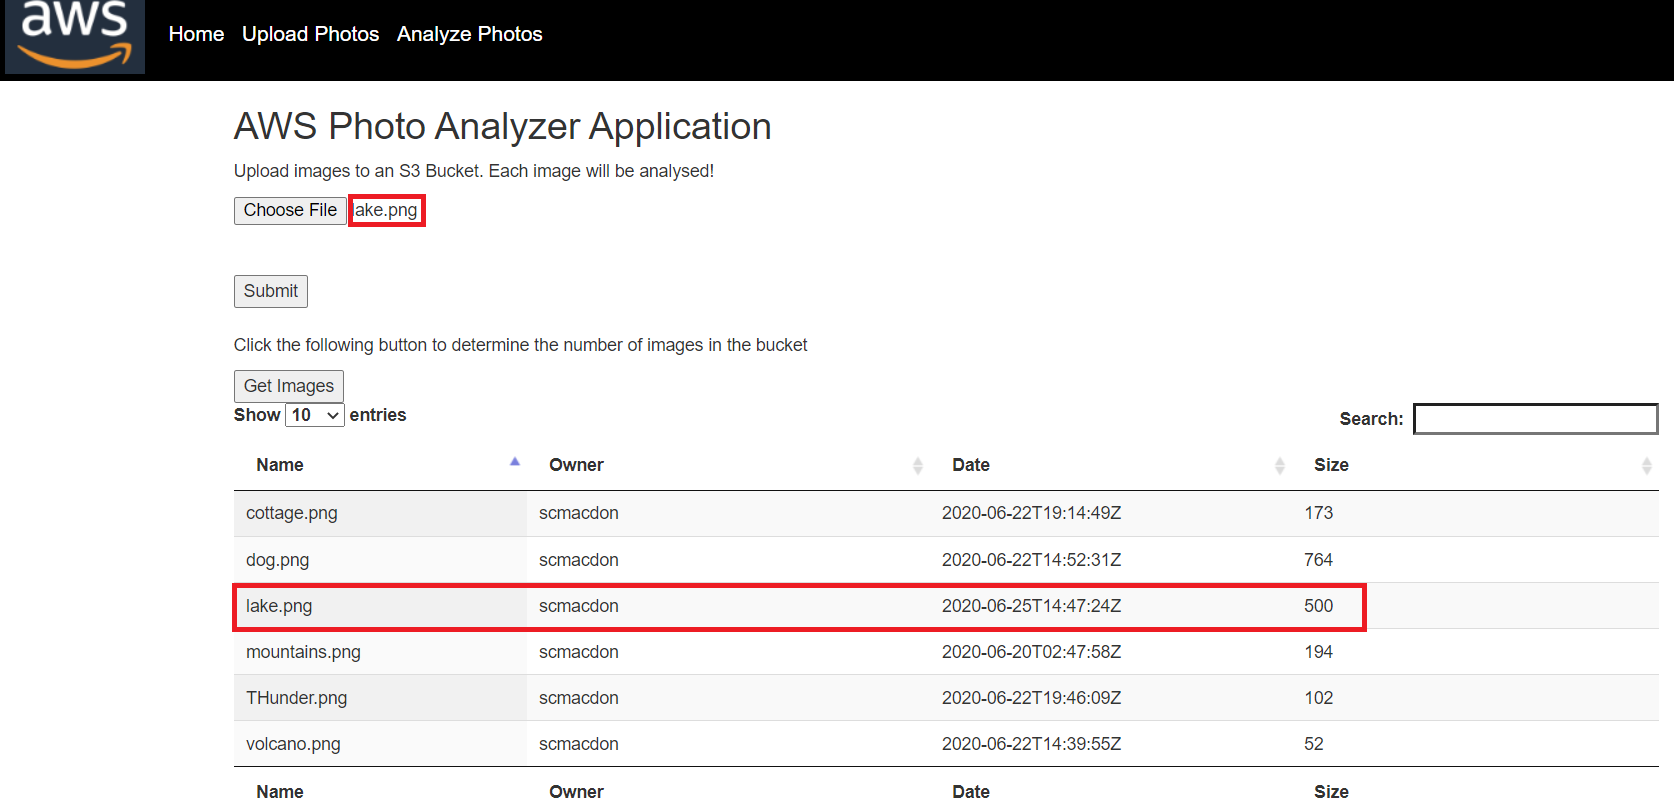 aws
Home Upload Photos Analyze Photos
AWS Photo Analyzer Application
Upload images to an S3 Bucket. Each image will be analysed!
Choose File lake.png
Submit
Click the following button to determine the number of images in the bucket
Get Images
Show 10 entries Search:
Name Owner Date Size
cottage.png scmacdon 2020-06-22T19:14:49Z 173
dog.png scmacdon 2020-06-22T14:52:31Z 764
lake.png scmacdon 2020-06-25T14:47:24Z 500
mountains.png scmacdon 2020-06-20T02:47:58Z 194
THunder.png scmacdon 2020-06-22T19:46:09Z 102
volcano.png scmacdon 2020-06-22T14:39:55Z 52
Name Owner Date Size